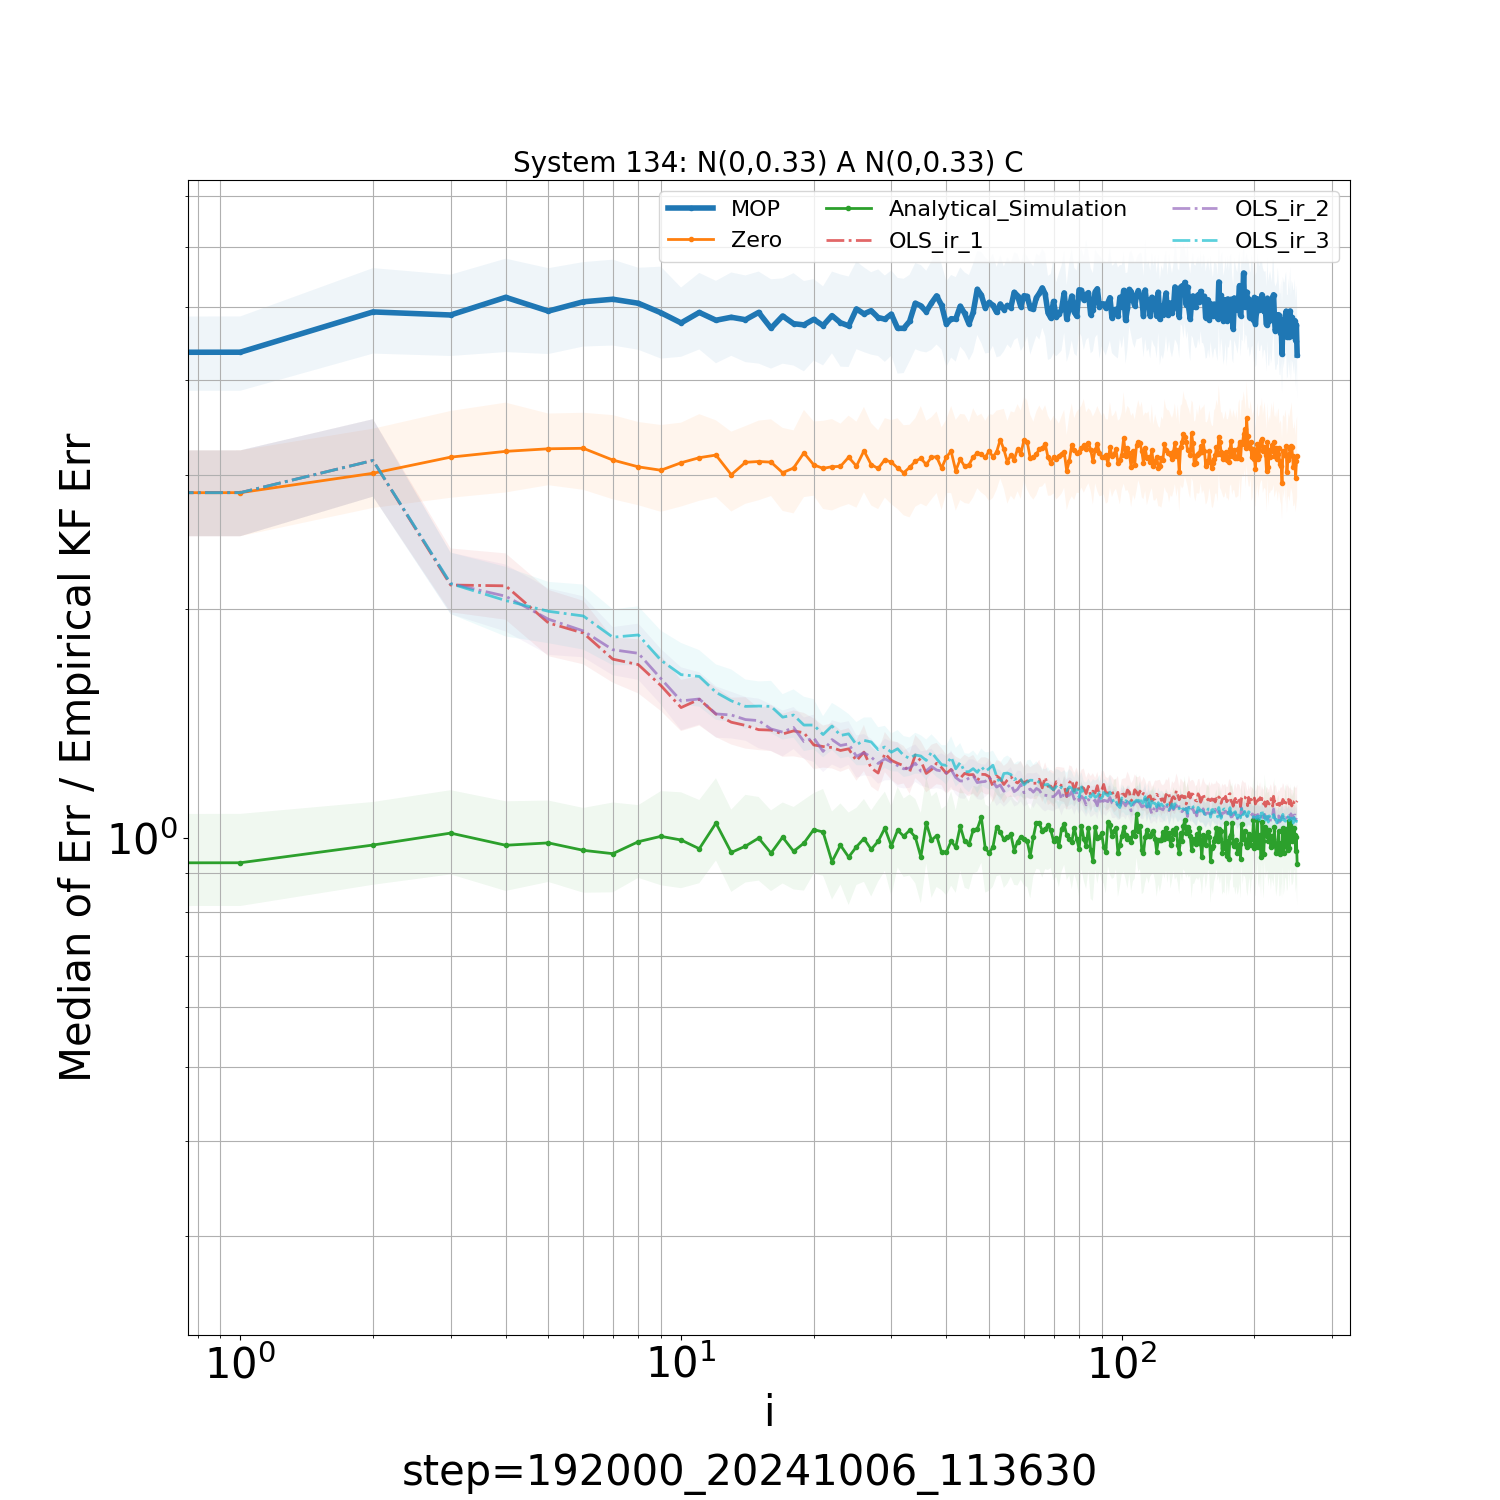 System 134: N(0,0.33) A N(0,0.33) C
MOP
Zero
Analytical_Simulation
OLS_ir_1
OLS_ir_2
OLS_ir_3
Median of Err / Empirical KF Err
10⁰
10⁰ 10¹ 10²
i
step=192000_20241006_113630